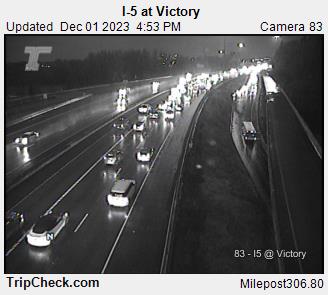 I-5 at Victory
Updated Dec 01 2023 4:53 PM Camera 83
T
N
83 - I5 @ Victory
TripCheck.com Milepost306.80